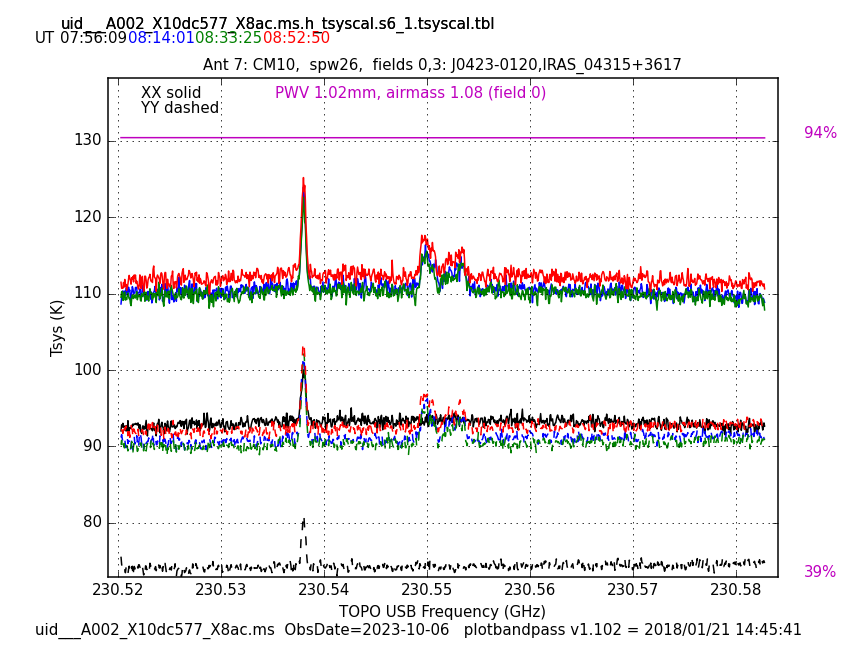 uid___A002_X10dc577_X8ac.ms.h_tsyscal.s6_1.tsyscal.tbl
UT 07:56:09 08:14:01 08:33:25 08:52:50
Ant 7: CM10,  spw26,  fields 0,3: J0423-0120,IRAS_04315+3617
XX solid PWV 1.02mm, airmass 1.08 (field 0)
YY dashed
94%
130
120
110
100
90
80
39%
Tsys (K)
230.52 230.53 230.54 230.55 230.56 230.57 230.58
TOPO USB Frequency (GHz)
uid___A002_X10dc577_X8ac.ms  ObsDate=2023-10-06   plotbandpass v1.102 = 2018/01/21 14:45:41